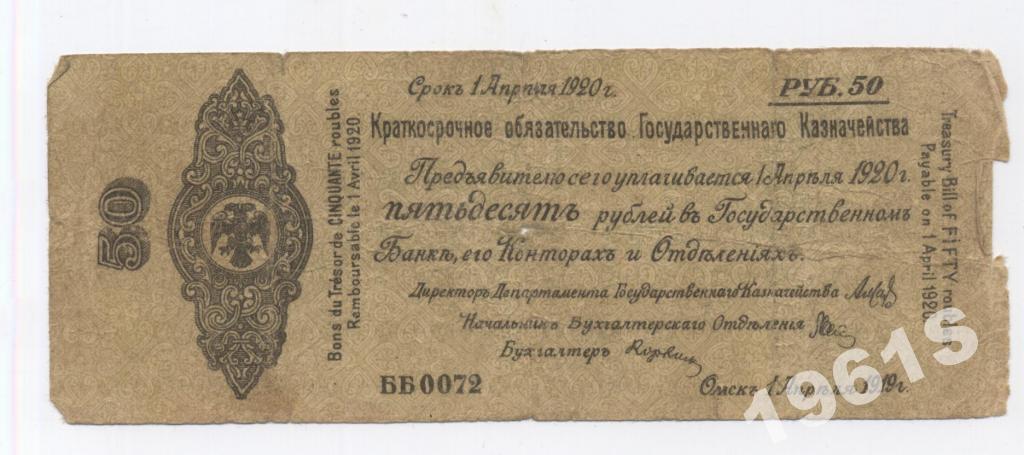 Срокъ 1 Апрѣля 1920 г.
РУБ. 50
Краткосрочное обязательство Государственнаго Казначейства
Предъявителю сего уплачивается 1 Апрѣля 1920 г.
пятьдесятъ рублей въ Государственномъ
Банкѣ, его Конторахъ и Отдѣленіяхъ.
Директоръ Департамента Государственнаго Казначейства
Начальникъ Бухгалтерскаго Отдѣленія
Бухгалтеръ
ББ0072
Омскъ 1 Апрѣля 1919 г.
50
Bons du Trésor de CINQUANTE roubles
Remboursable le 1 Avril 1920
Treasury Bill of FIFTY roubles
Payable on 1 April 1920
1961S